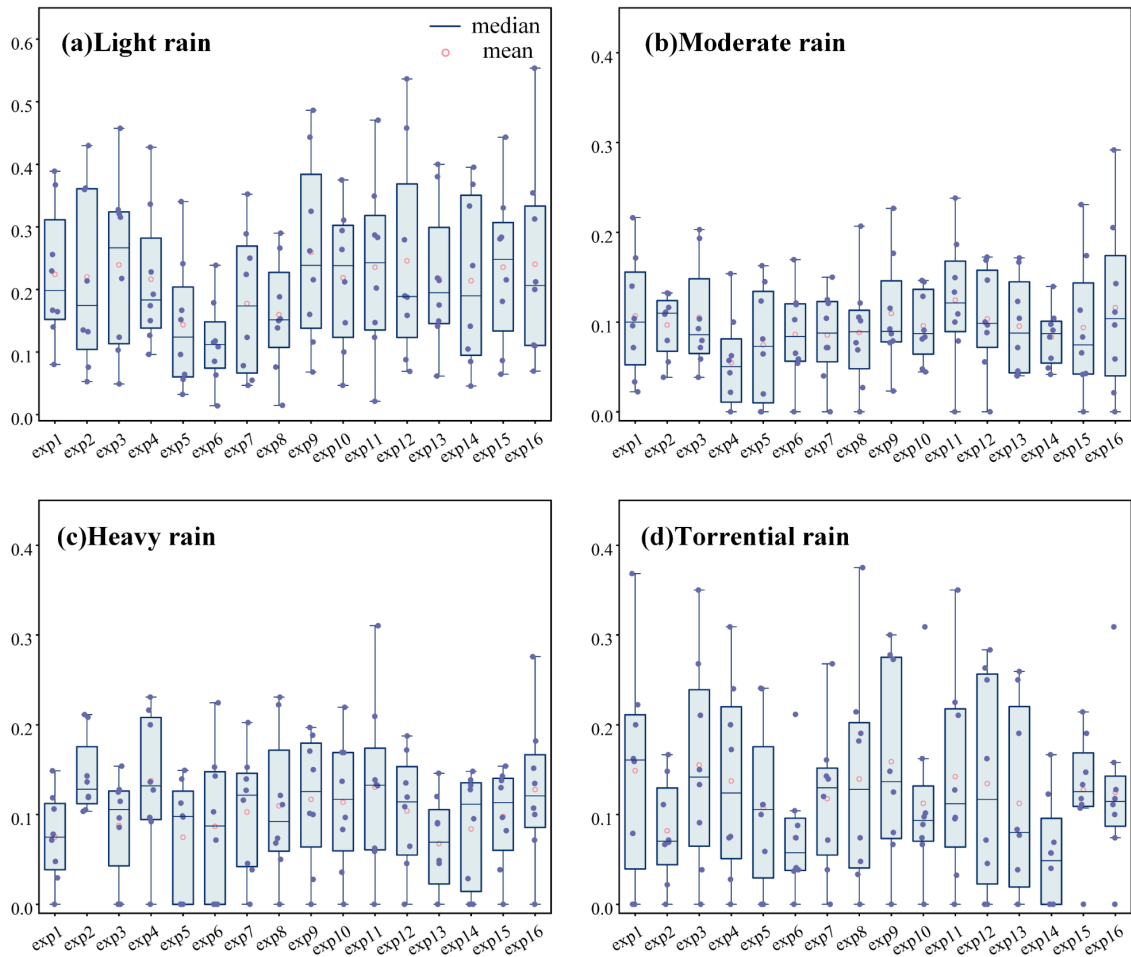 (a)Light rain
median
mean
0.6
0.5
0.4
0.3
0.2
0.1
0.0
exp1 exp2 exp3 exp4 exp5 exp6 exp7 exp8 exp9 exp10 exp11 exp12 exp13 exp14 exp15 exp16
(b)Moderate rain
0.4
0.3
0.2
0.1
0.0
exp1 exp2 exp3 exp4 exp5 exp6 exp7 exp8 exp9 exp10 exp11 exp12 exp13 exp14 exp15 exp16
(c)Heavy rain
0.4
0.3
0.2
0.1
0.0
exp1 exp2 exp3 exp4 exp5 exp6 exp7 exp8 exp9 exp10 exp11 exp12 exp13 exp14 exp15 exp16
(d)Torrential rain
0.4
0.3
0.2
0.1
0.0
exp1 exp2 exp3 exp4 exp5 exp6 exp7 exp8 exp9 exp10 exp11 exp12 exp13 exp14 exp15 exp16